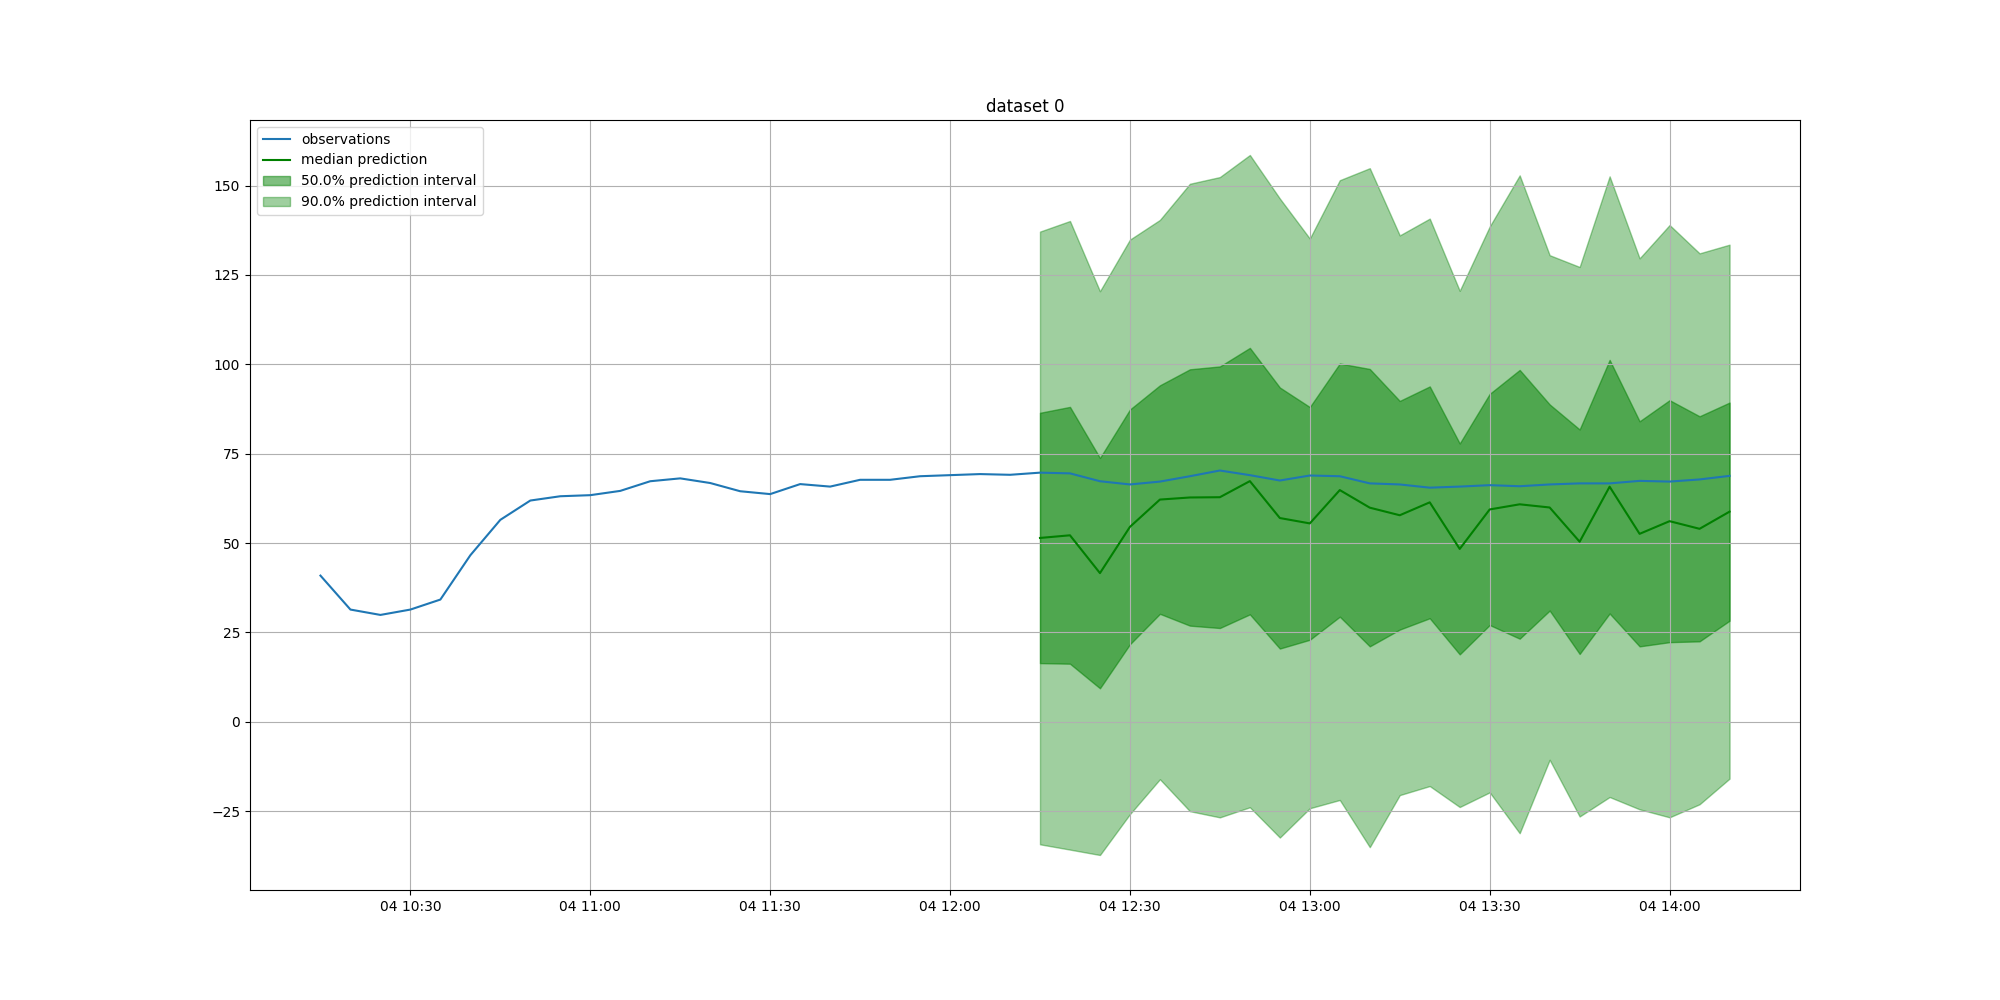 dataset 0
observations
median prediction
50.0% prediction interval
90.0% prediction interval
150
125
100
75
50
25
0
−25
04 10:30 04 11:00 04 11:30 04 12:00 04 12:30 04 13:00 04 13:30 04 14:00